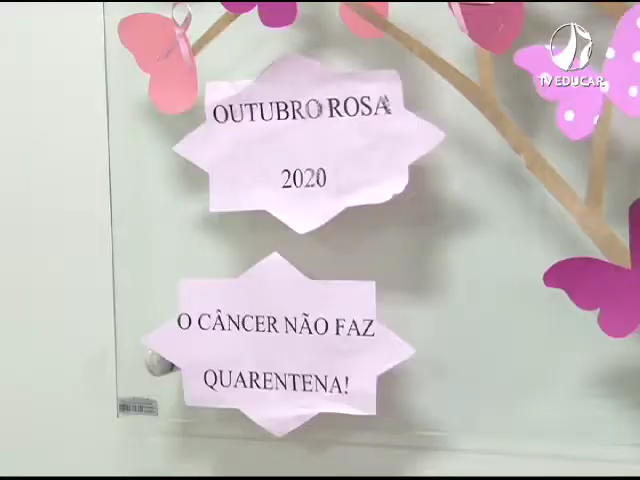 TV EDUCAR
OUTUBRO ROSA
2020
O CÂNCER NÃO FAZ
QUARENTENA!